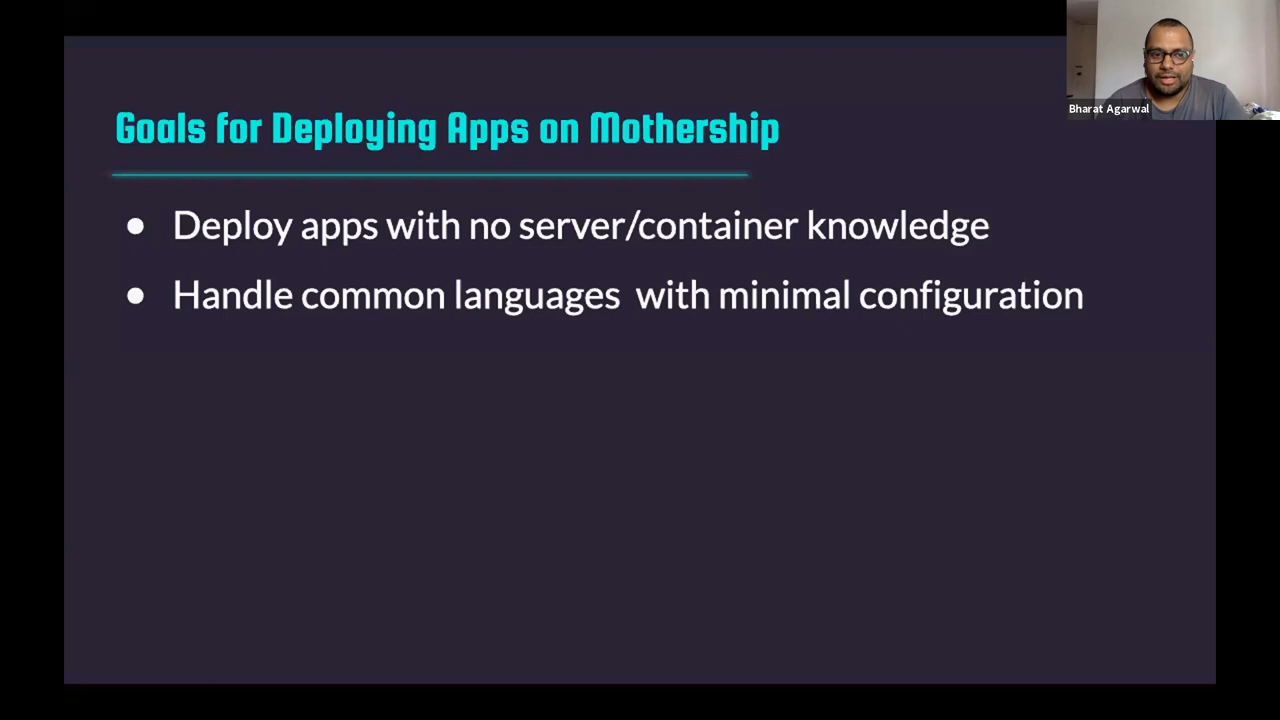 Goals for Deploying Apps on Mothership
● Deploy apps with no server/container knowledge
● Handle common languages with minimal configuration
Bharat Agarwal